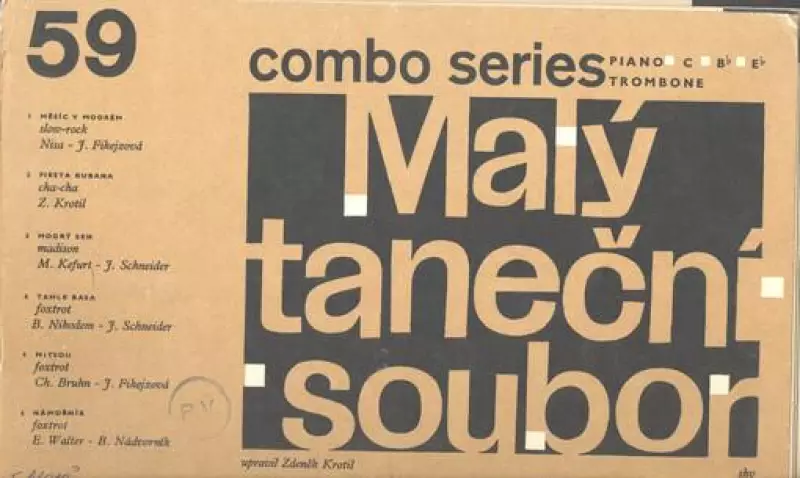 59
combo series
PIANO C B♭ E♭
TROMBONE
1 MĚSÍC V MODRÉM
slow-rock
Nisa - J. Fikejzová
2 FIESTA KUBANA
cha-cha
Z. Krotil
3 MODRÝ SEN
madison
M. Kefurt - J. Schneider
4 TAHLE BASA
foxtrot
B. Nikodem - J. Schneider
5 MITSOU
foxtrot
Ch. Bruhn - J. Fikejzová
6 NÁMOŘNÍK
foxtrot
E. Walter - B. Nádvorník
Malý
taneční
soubor
upravil Zdeněk Krotil
shv